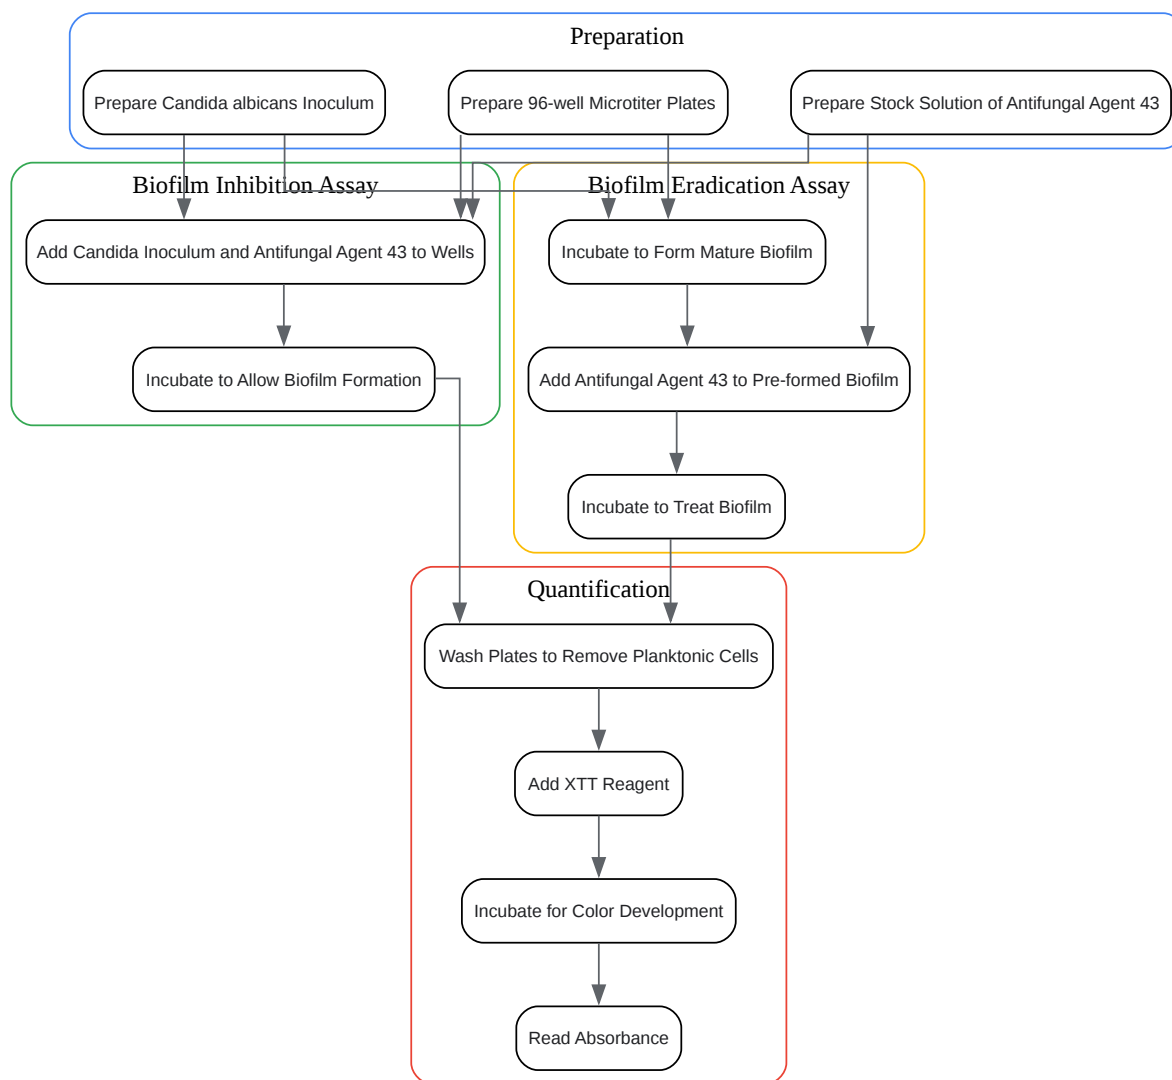 Preparation
Prepare Candida albicans Inoculum
Prepare 96-well Microtiter Plates
Prepare Stock Solution of Antifungal Agent 43
Biofilm Inhibition Assay
Biofilm Eradication Assay
Add Candida Inoculum and Antifungal Agent 43 to Wells
Incubate to Form Mature Biofilm
Incubate to Allow Biofilm Formation
Add Antifungal Agent 43 to Pre-formed Biofilm
Incubate to Treat Biofilm
Quantification
Wash Plates to Remove Planktonic Cells
Add XTT Reagent
Incubate for Color Development
Read Absorbance